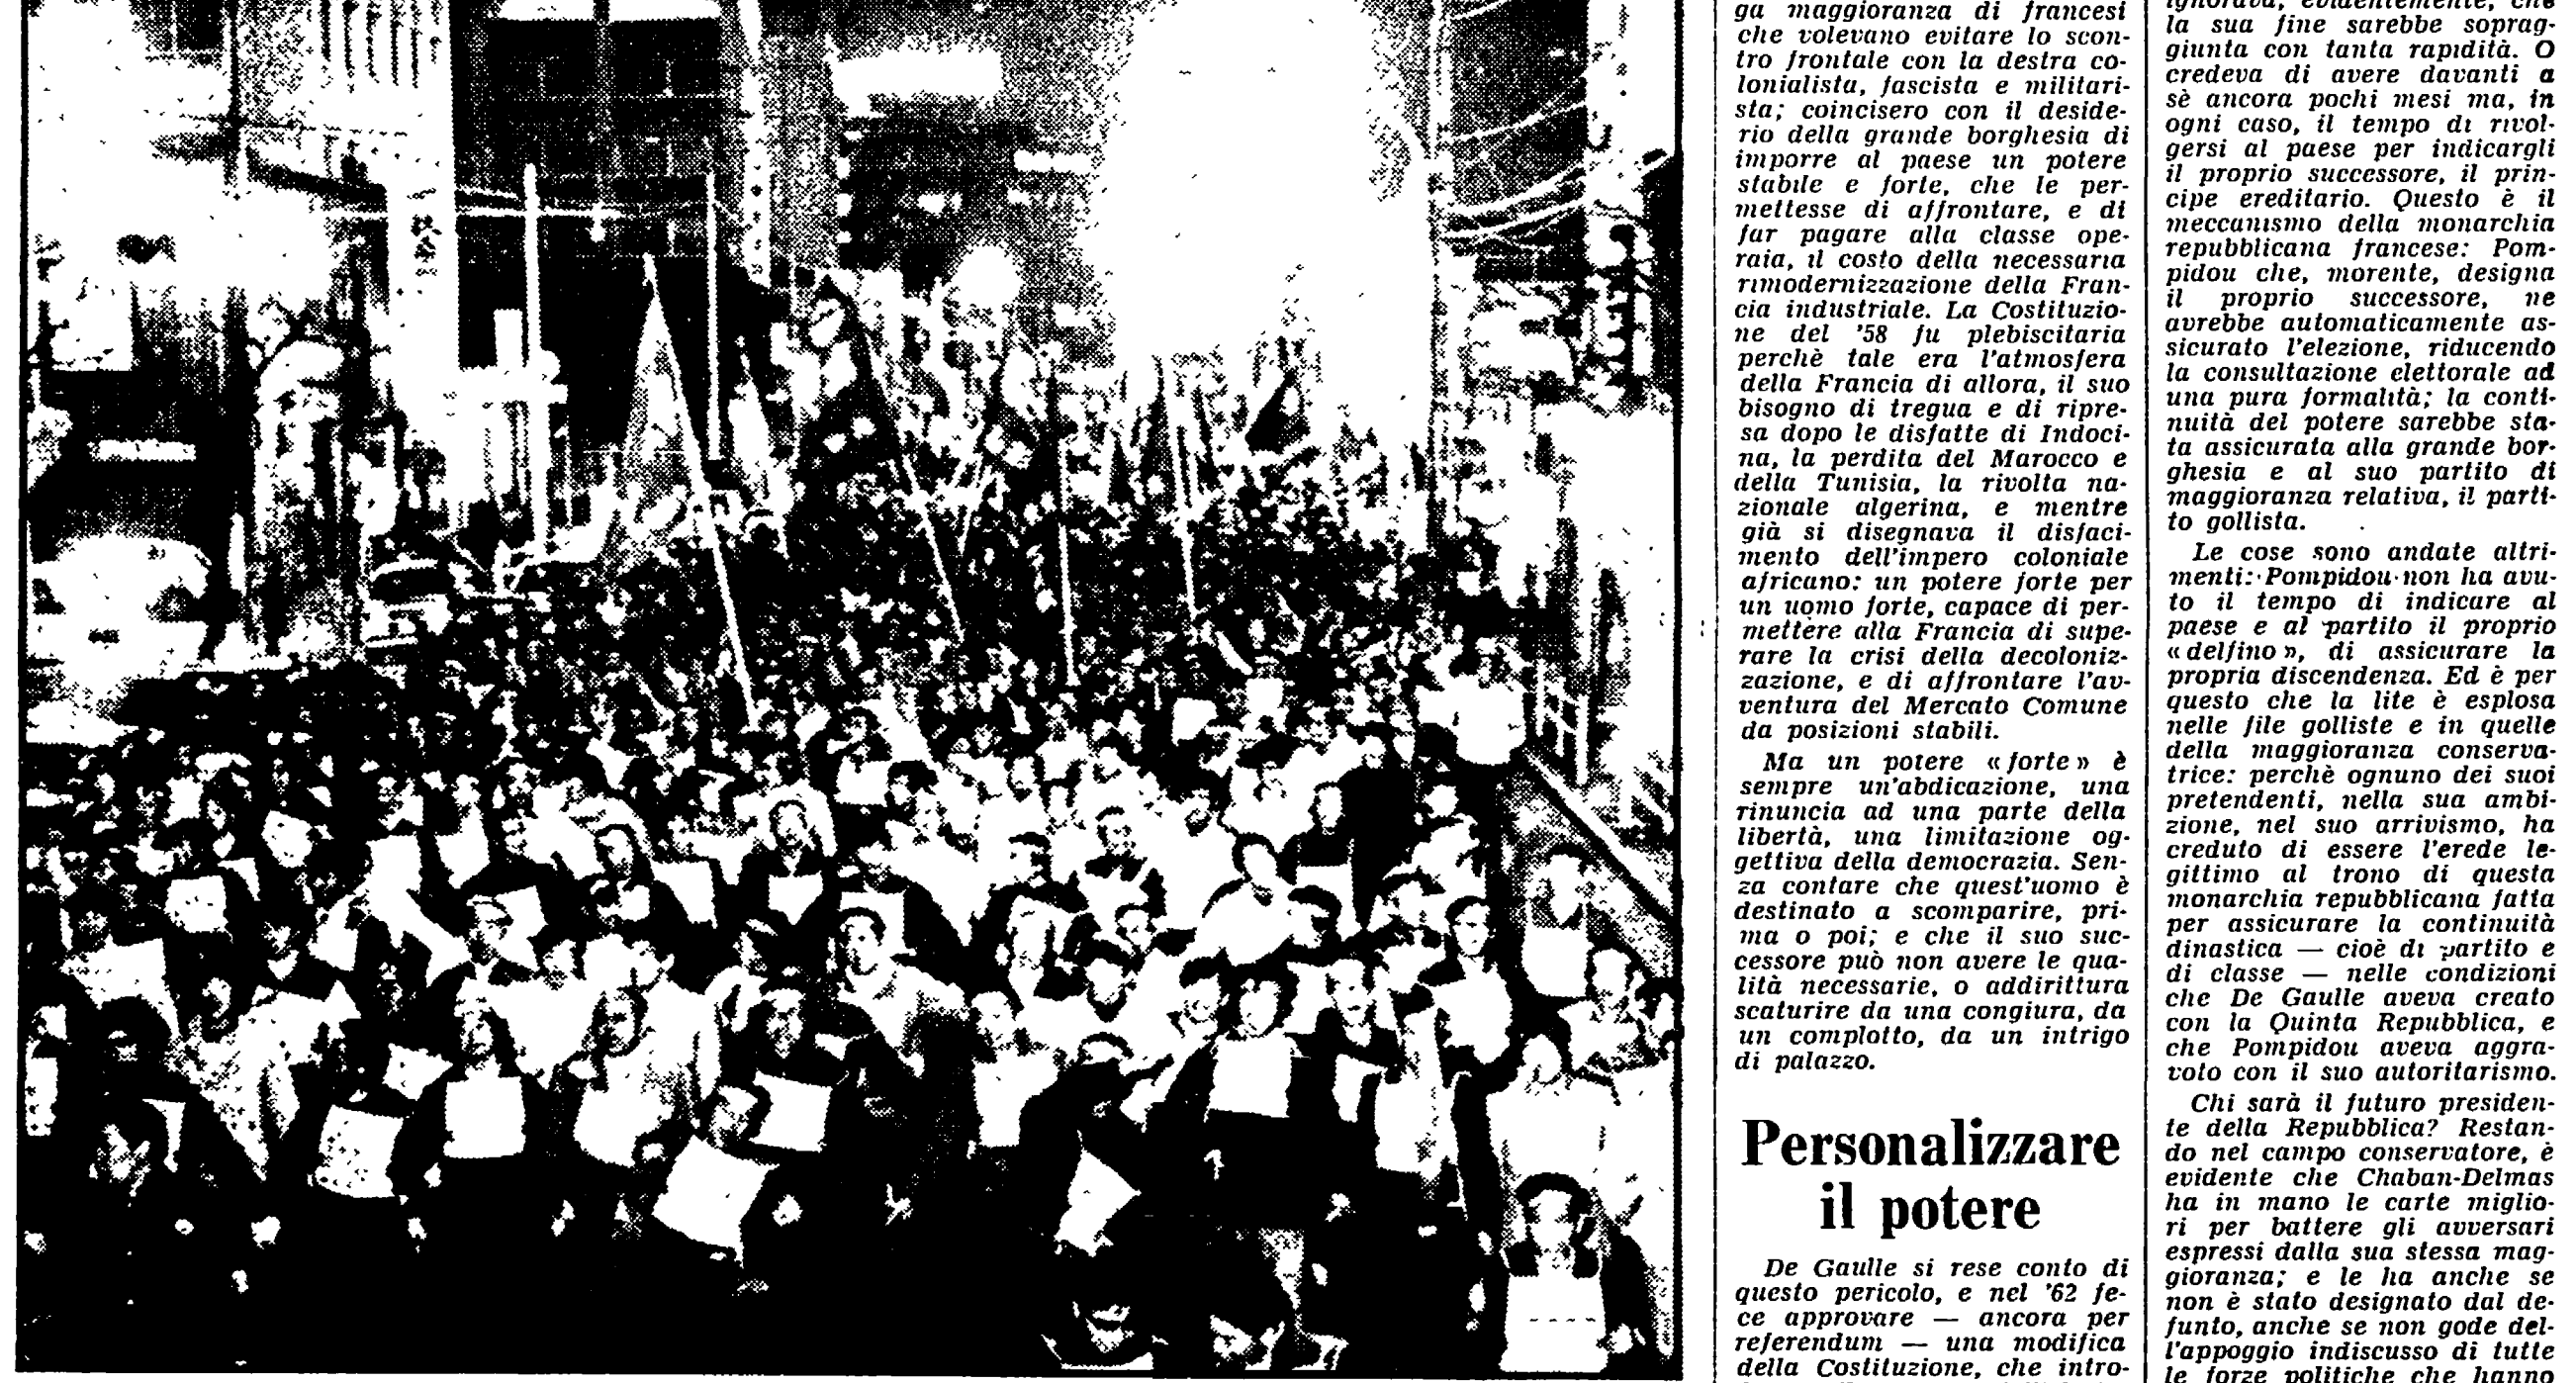 ga maggioranza di francesi
che volevano evitare lo scon-
tro frontale con la destra co-
lonialista, fascista e militari-
sta; coincisero con il deside-
rio della grande borghesia di
imporre al paese un potere
stabile e forte, che le per-
mettesse di affrontare, e di
far pagare alla classe ope-
raia, il costo della necessaria
rimodernizzazione della Fran-
cia industriale. La Costituzio-
ne del '58 fu plebiscitaria
perchè tale era l'atmosfera
della Francia di allora, il suo
bisogno di tregua e di ripre-
sa dopo le disfatte di Indoci-
na, la perdita del Marocco e
della Tunisia, la rivolta na-
zionale algerina, e mentre
già si disegnava il disfaci-
mento dell'impero coloniale
africano: un potere forte per
un uomo forte, capace di per-
mettere alla Francia di supe-
rare la crisi della decoloniz-
zazione, e di affrontare l'av-
ventura del Mercato Comune
da posizioni stabili.
Ma un potere «forte» è
sempre un'abdicazione, una
rinuncia ad una parte della
libertà, una limitazione og-
gettiva della democrazia. Sen-
za contare che quest'uomo è
destinato a scomparire, pri-
ma o poi; e che il suo suc-
cessore può non avere le qua-
lità necessarie, o addirittura
scaturire da una congiura, da
un complotto, da un intrigo
di palazzo.
Personalizzare
il potere
De Gaulle si rese conto di
questo pericolo, e nel '62 fe-
ce approvare — ancora per
referendum — una modifica
della Costituzione, che intro-
ignorava, evidentemente, che
la sua fine sarebbe soprag-
giunta con tanta rapidità. O
credeva di avere davanti a
sè ancora pochi mesi ma, in
ogni caso, il tempo di rivol-
gersi al paese per indicargli
il proprio successore, il prin-
cipe ereditario. Questo è il
meccanismo della monarchia
repubblicana francese: Pom-
pidou che, morente, designa
il proprio successore, ne
avrebbe automaticamente as-
sicurato l'elezione, riducendo
la consultazione elettorale ad
una pura formalità; la conti-
nuità del potere sarebbe sta-
ta assicurata alla grande bor-
ghesia e al suo partito di
maggioranza relativa, il parti-
to gollista.
Le cose sono andate altri-
menti: Pompidou non ha avu-
to il tempo di indicare al
paese e al partito il proprio
«delfino», di assicurare la
propria discendenza. Ed è per
questo che la lite è esplosa
nelle file golliste e in quelle
della maggioranza conserva-
trice: perchè ognuno dei suoi
pretendenti, nella sua ambi-
zione, nel suo arrivismo, ha
creduto di essere l'erede le-
gittimo al trono di questa
monarchia repubblicana fatta
per assicurare la continuità
dinastica — cioè di partito e
di classe — nelle condizioni
che De Gaulle aveva creato
con la Quinta Repubblica, e
che Pompidou aveva aggra-
vato con il suo autoritarismo.
Chi sarà il futuro presiden-
te della Repubblica? Restan-
do nel campo conservatore, è
evidente che Chaban-Delmas
ha in mano le carte miglio-
ri per battere gli avversari
espressi dalla sua stessa mag-
gioranza; e le ha anche se
non è stato designato dal de-
funto, anche se non gode del-
l'appoggio indiscusso di tutte
le forze politiche che hanno